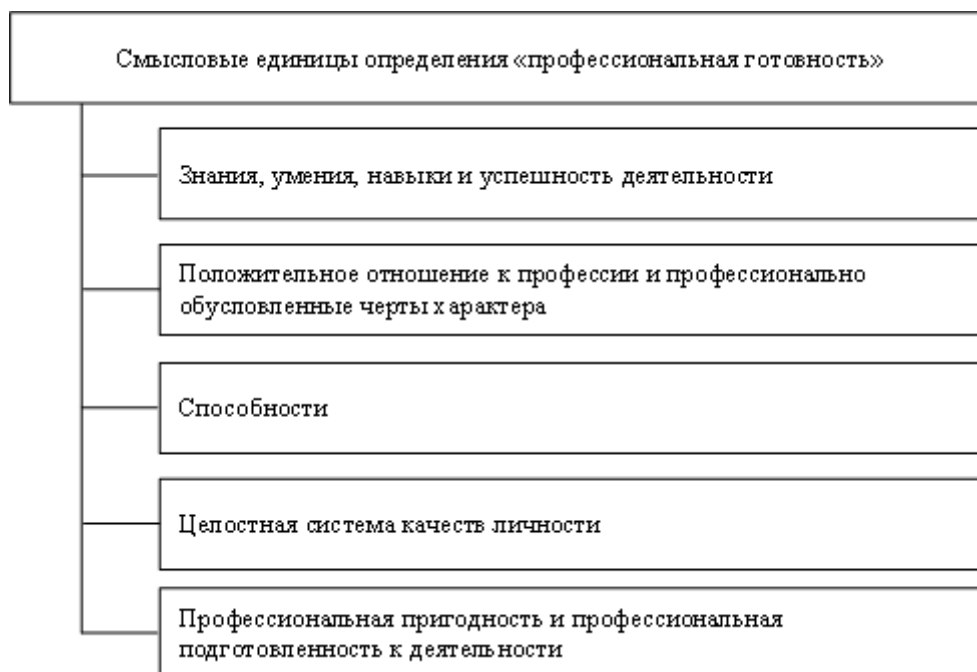 Смысловые единицы определения «профессиональная готовность»
Знания, умения, навыки и успешность деятельности
Положительное отношение к профессии и профессионально
обусловленные черты характера
Способности
Целостная система качеств личности
Профессиональная пригодность и профессиональная
подготовленность к деятельности